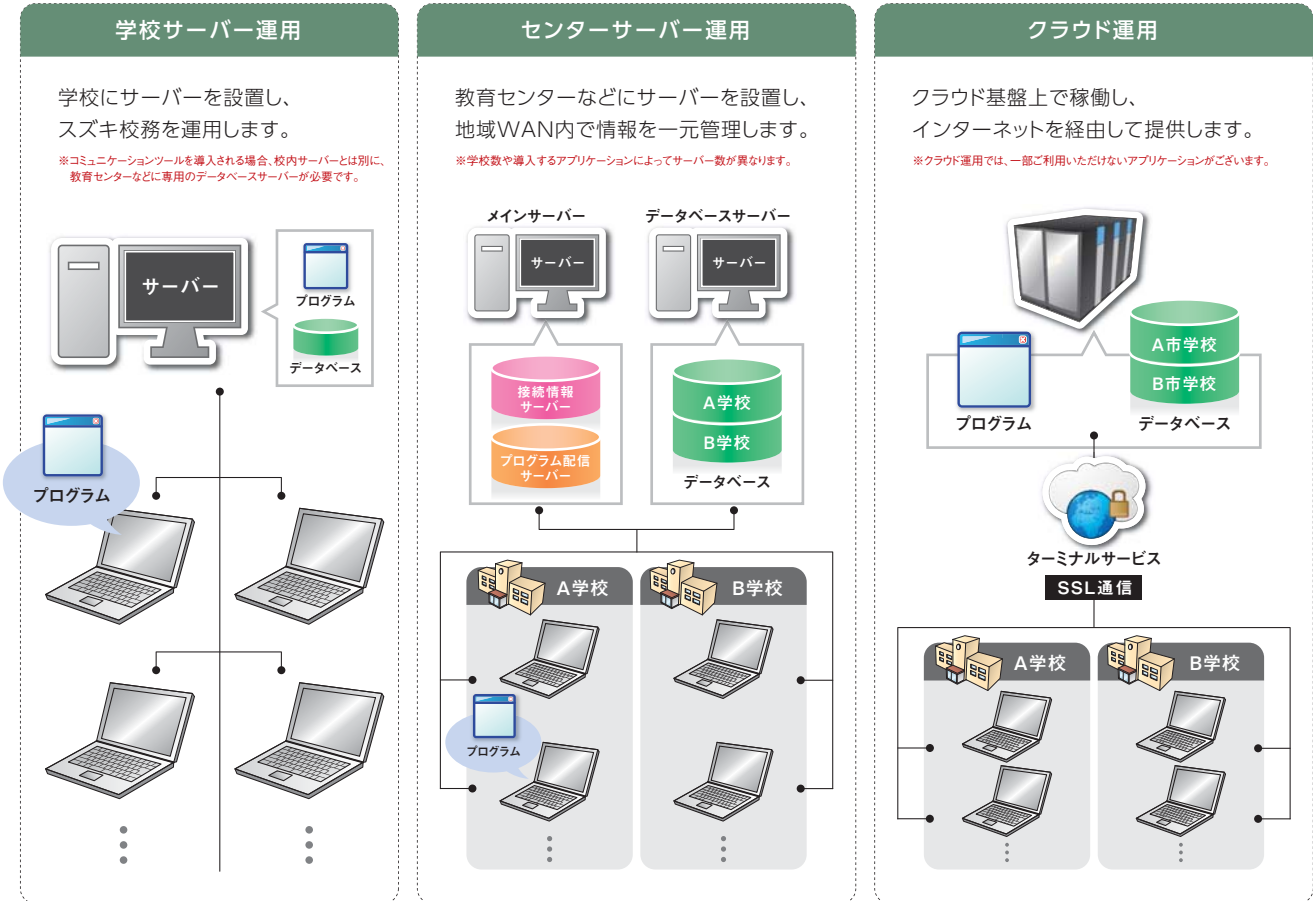 学校サーバー運用
学校にサーバーを設置し、
スズキ校務を運用します。
※コミュニケーションツールを導入される場合、校内サーバーとは別に、
教育センターなどに専用のデータベースサーバーが必要です。
サーバー
プログラム
データベース
プログラム
センターサーバー運用
教育センターなどにサーバーを設置し、
地域WAN内で情報を一元管理します。
※学校数や導入するアプリケーションによってサーバー数が異なります。
メインサーバー
データベースサーバー
サーバー
サーバー
接続情報
サーバー
プログラム配信
サーバー
A学校
B学校
データベース
A学校
B学校
プログラム
クラウド運用
クラウド基盤上で稼働し、
インターネットを経由して提供します。
※クラウド運用では、一部ご利用いただけないアプリケーションがございます。
プログラム
A市学校
B市学校
データベース
ターミナルサービス
SSL通信
A学校
B学校